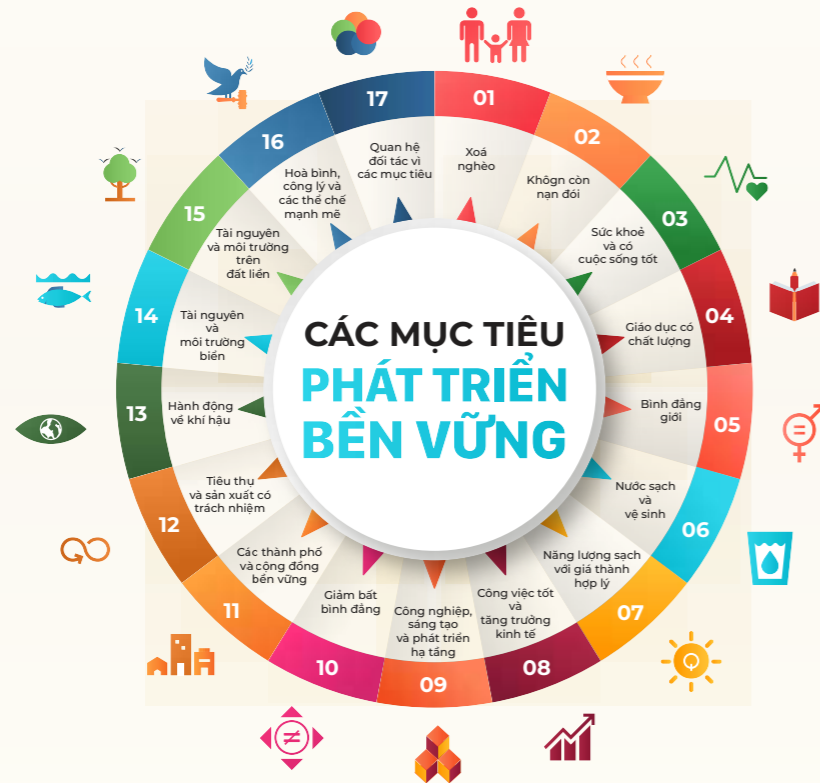 CÁC MỤC TIÊU
PHÁT TRIỂN
BỀN VỮNG
01
Xoá
nghèo
02
Khôgn còn
nạn đói
03
Sức khoẻ
và có
cuộc sống tốt
04
Giáo dục có
chất lượng
05
Bình đẳng
giới
06
Nước sạch
và
vệ sinh
07
Năng lượng sạch
với giá thành
hợp lý
08
Công việc tốt
và
tăng trưởng
kinh tế
09
Công nghiệp,
sáng tạo
và phát triển
hạ tầng
10
Giảm bất
bình đẳng
11
Các thành phố
và cộng đồng
bền vững
12
Tiêu thụ
và sản xuất có
trách nhiệm
13
Hành động
về khí hậu
14
Tài nguyên
và
môi trường
biển
15
Tài nguyên
và môi trường
trên
đất liền
16
Hoà bình,
công lý và
các thể chế
mạnh mẽ
17
Quan hệ
đối tác vì
các mục tiêu